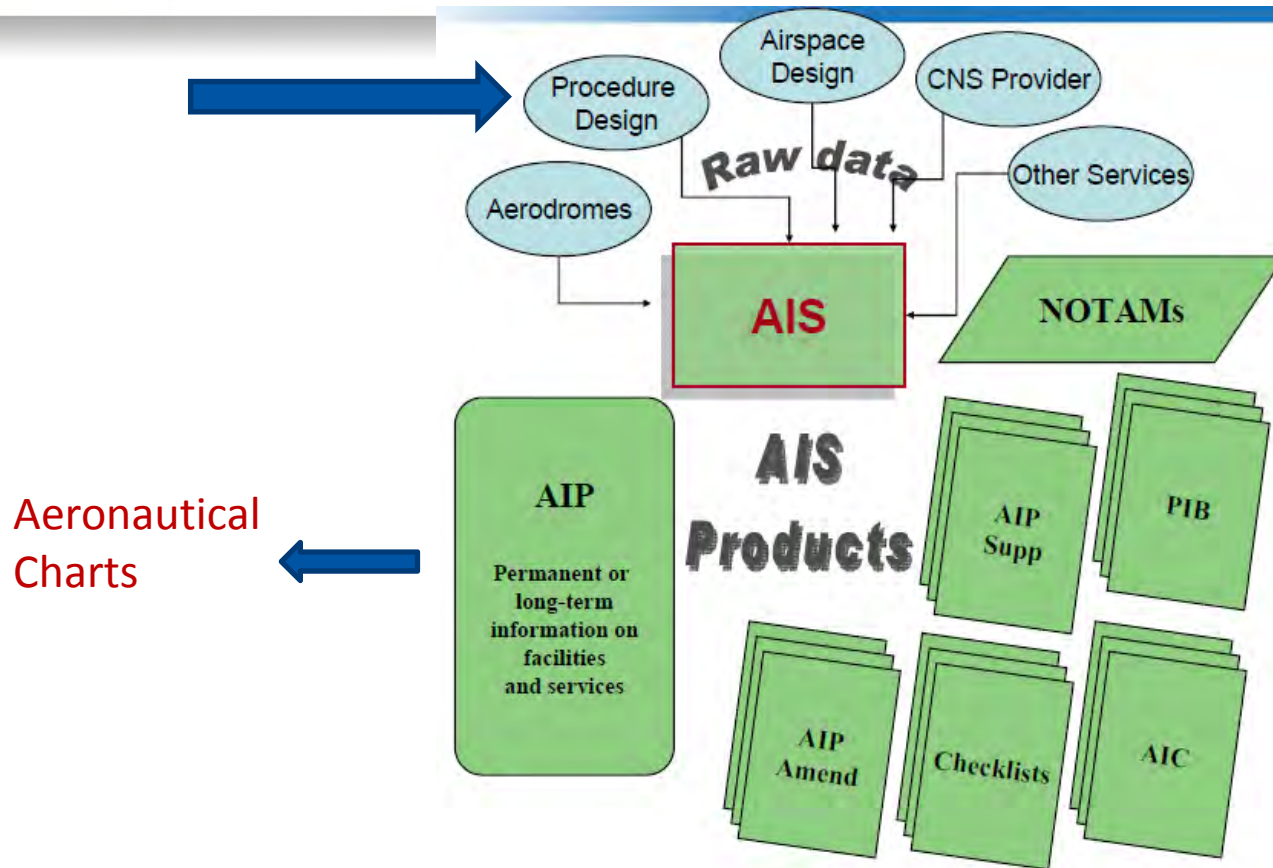 Airspace
Design
Procedure
Design
CNS Provider
Raw data
Other Services
Aerodromes
AIS
NOTAMs
AIP
Permanent or
long-term
information on
facilities
and services
AIS
Products
AIP
Supp
PIB
Aeronautical
Charts
AIP
Amend
Checklists
AIC